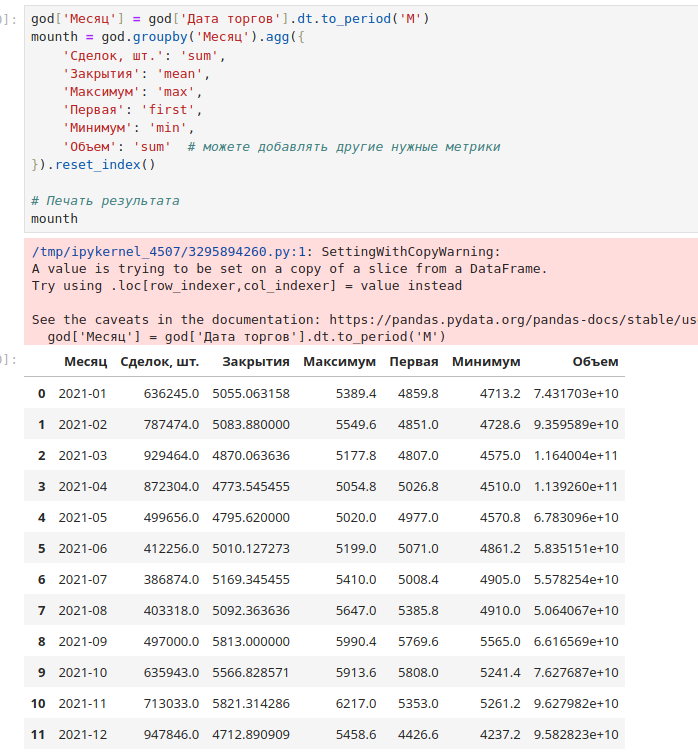 ]:
god['Месяц'] = god['Дата торгов'].dt.to_period('M')
mounth = god.groupby('Месяц').agg({
'Сделок, шт.': 'sum',
'Закрытия': 'mean',
'Максимум': 'max',
'Первая': 'first',
'Минимум': 'min',
'Объем': 'sum'  # можете добавлять другие нужные метрики
}).reset_index()
# Печать результата
mounth
/tmp/ipykernel_4507/3295894260.py:1: SettingWithCopyWarning:
A value is trying to be set on a copy of a slice from a DataFrame.
Try using .loc[row_indexer,col_indexer] = value instead
See the caveats in the documentation: https://pandas.pydata.org/pandas-docs/stable/us
god['Месяц'] = god['Дата торгов'].dt.to_period('M')
]:
Месяц Сделок, шт. Закрытия Максимум Первая Минимум Объем
0 2021-01 636245.0 5055.063158 5389.4 4859.8 4713.2 7.431703e+10
1 2021-02 787474.0 5083.880000 5549.6 4851.0 4728.6 9.359589e+10
2 2021-03 929464.0 4870.063636 5177.8 4807.0 4575.0 1.164004e+11
3 2021-04 872304.0 4773.545455 5054.8 5026.8 4510.0 1.139260e+11
4 2021-05 499656.0 4795.620000 5020.0 4977.0 4570.8 6.783096e+10
5 2021-06 412256.0 5010.127273 5199.0 5071.0 4861.2 5.835151e+10
6 2021-07 386874.0 5169.345455 5410.0 5008.4 4905.0 5.578254e+10
7 2021-08 403318.0 5092.363636 5647.0 5385.8 4910.0 5.064067e+10
8 2021-09 497000.0 5813.000000 5990.4 5769.6 5565.0 6.616569e+10
9 2021-10 635943.0 5566.828571 5913.6 5808.0 5241.4 7.627687e+10
10 2021-11 713033.0 5821.314286 6217.0 5353.0 5261.2 9.627982e+10
11 2021-12 947846.0 4712.890909 5458.6 4426.6 4237.2 9.582823e+10